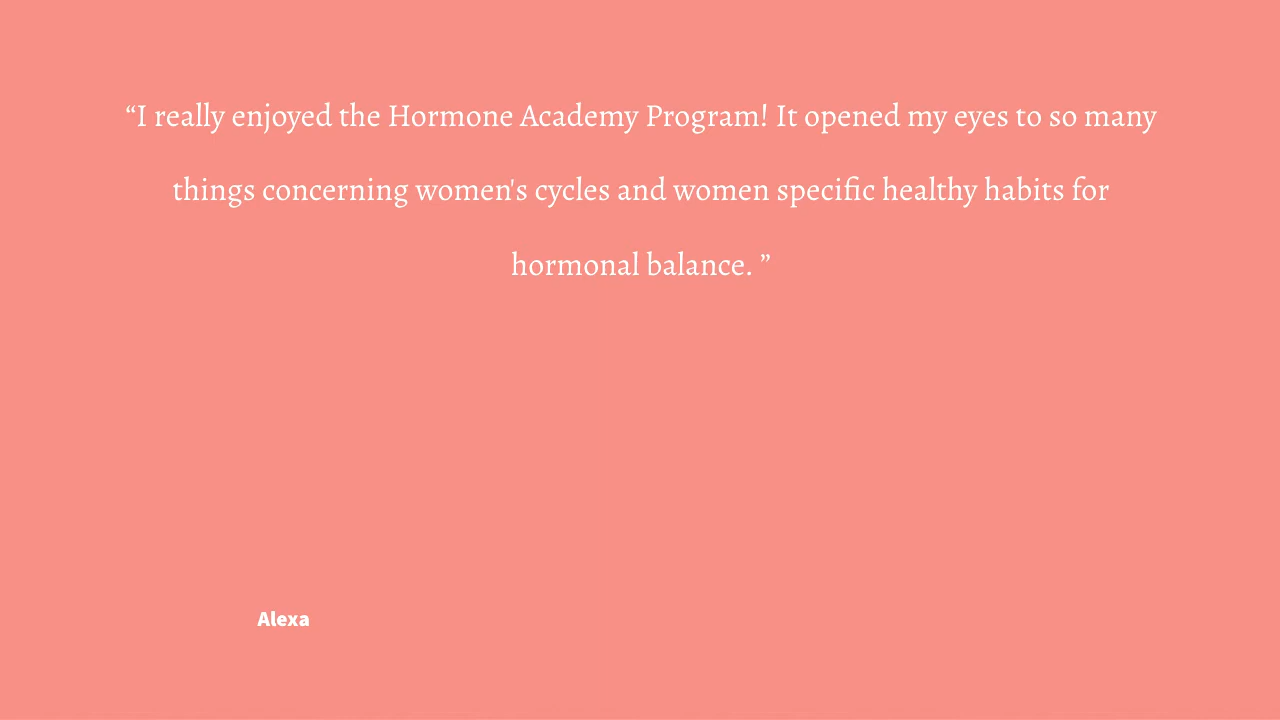 “I really enjoyed the Hormone Academy Program! It opened my eyes to so many
things concerning women's cycles and women specific healthy habits for
hormonal balance. ”
Alexa